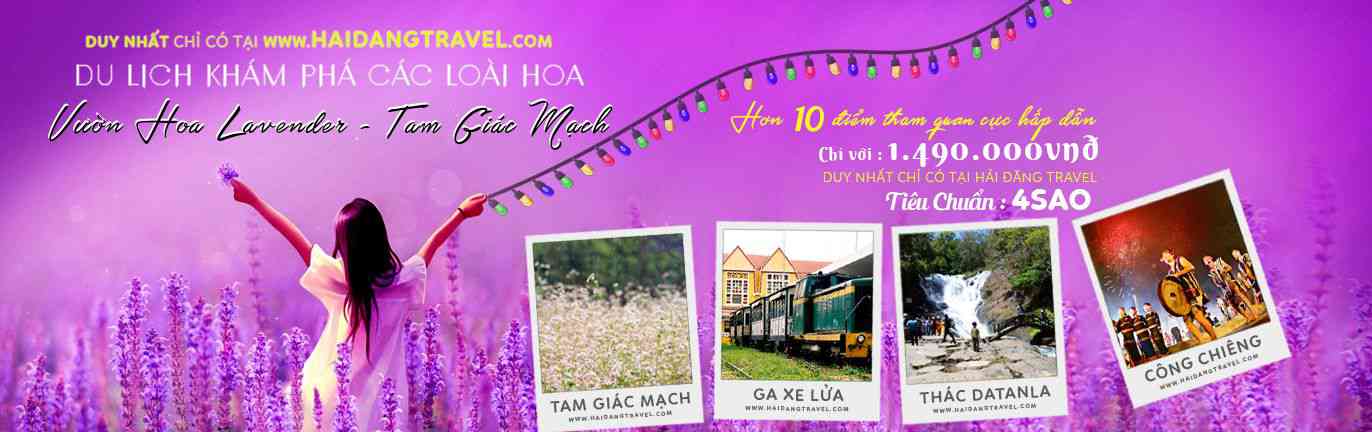 DUY NHẤT CHỈ CÓ TẠI WWW.HAIDANGTRAVEL.COM
DU LỊCH KHÁM PHÁ CÁC LOÀI HOA
Vườn Hoa Lavender - Tam Giác Mạch
Hơn 10 điểm tham quan cực hấp dẫn
Chỉ với : 1.490.000vnđ
DUY NHẤT CHỈ CÓ TẠI HẢI ĐĂNG TRAVEL
Tiêu Chuẩn : 4SAO
TAM GIÁC MẠCH
WWW.HAIDANGTRAVEL.COM
GA XE LỬA
WWW.HAIDANGTRAVEL.COM
THÁC DATANLA
WWW.HAIDANGTRAVEL.COM
CÔNG CHIÊNG
WWW.HAIDANGTRAVEL.COM